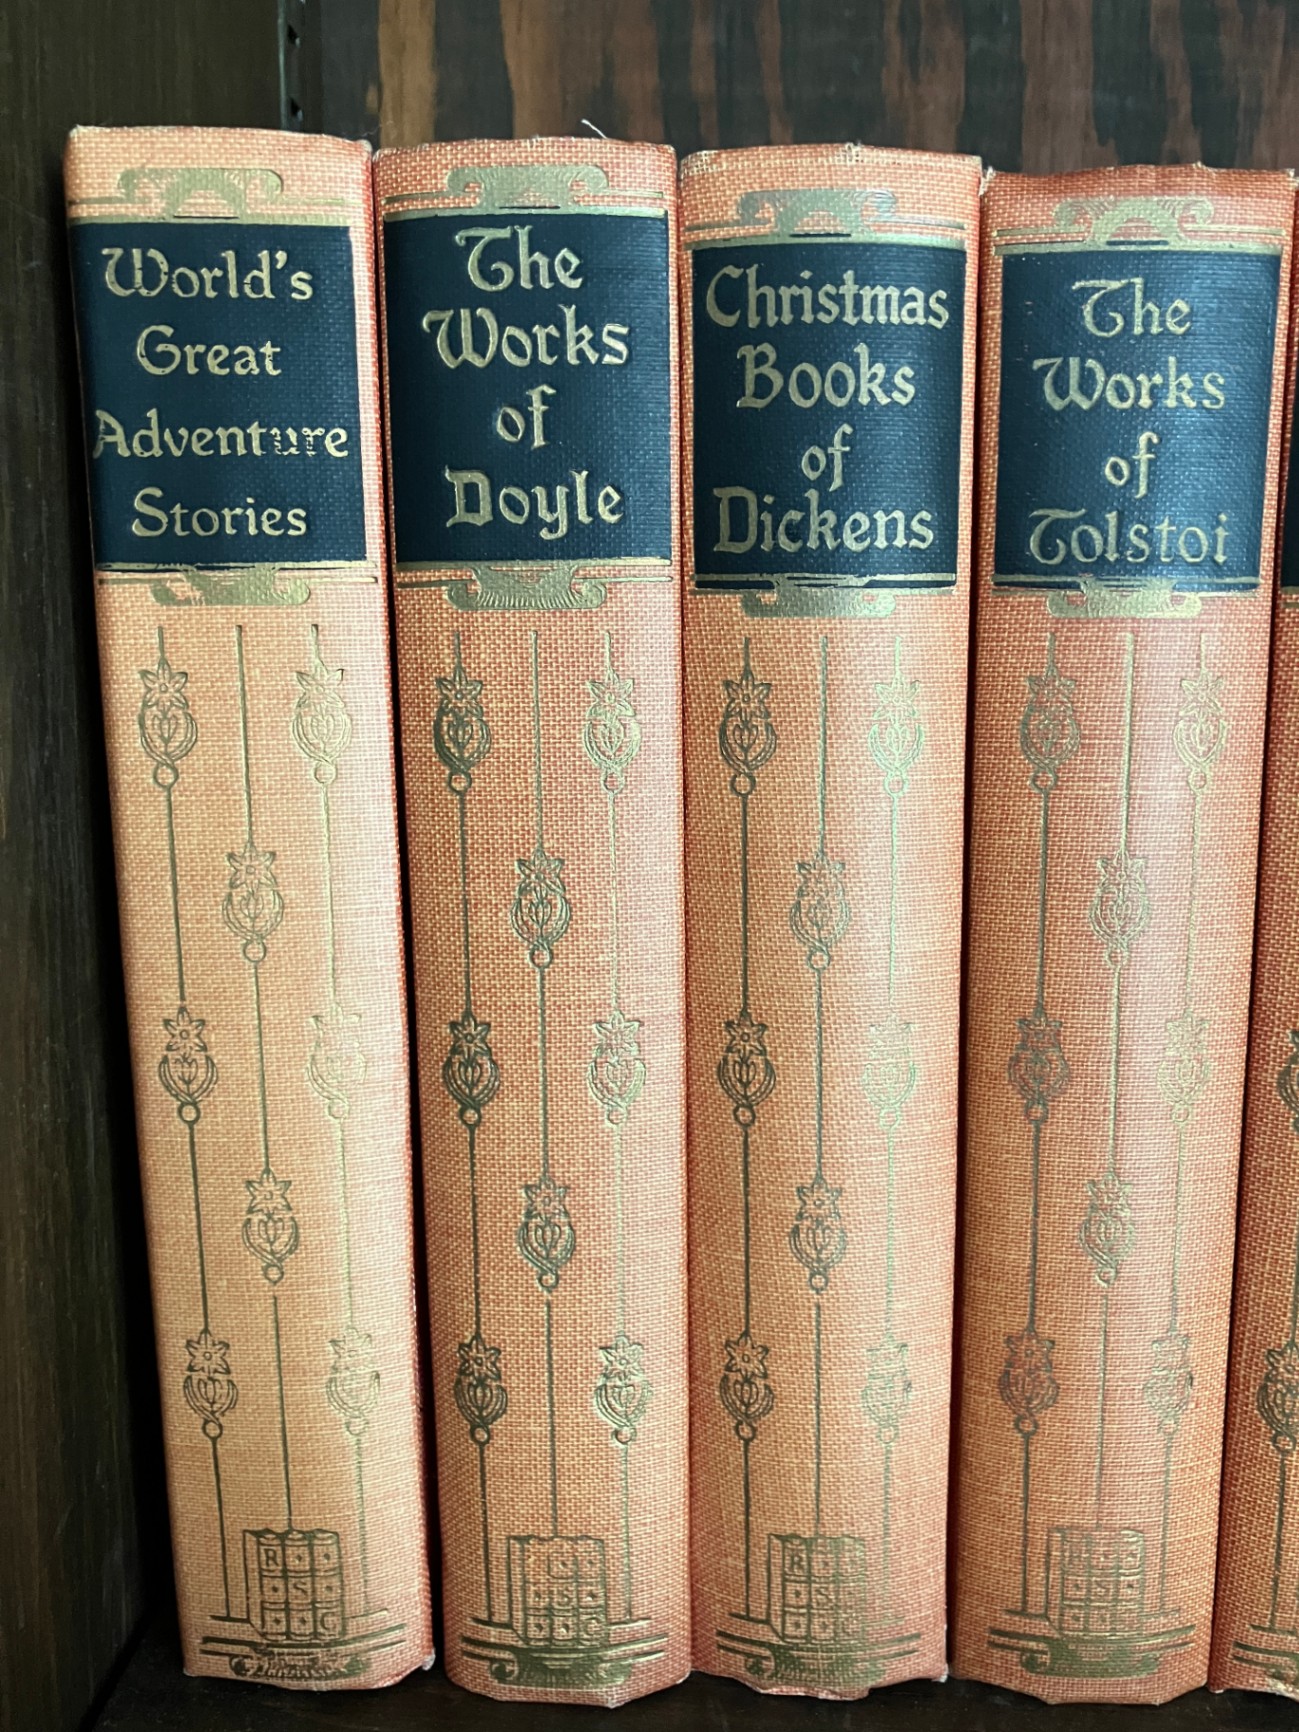 World's
Great
Adventure
Stories
The
Works
of
Doyle
Christmas
Books
of
Dickens
The
Works
of
Tolstoi
R
S
C
S
C
R
S
C
R
S